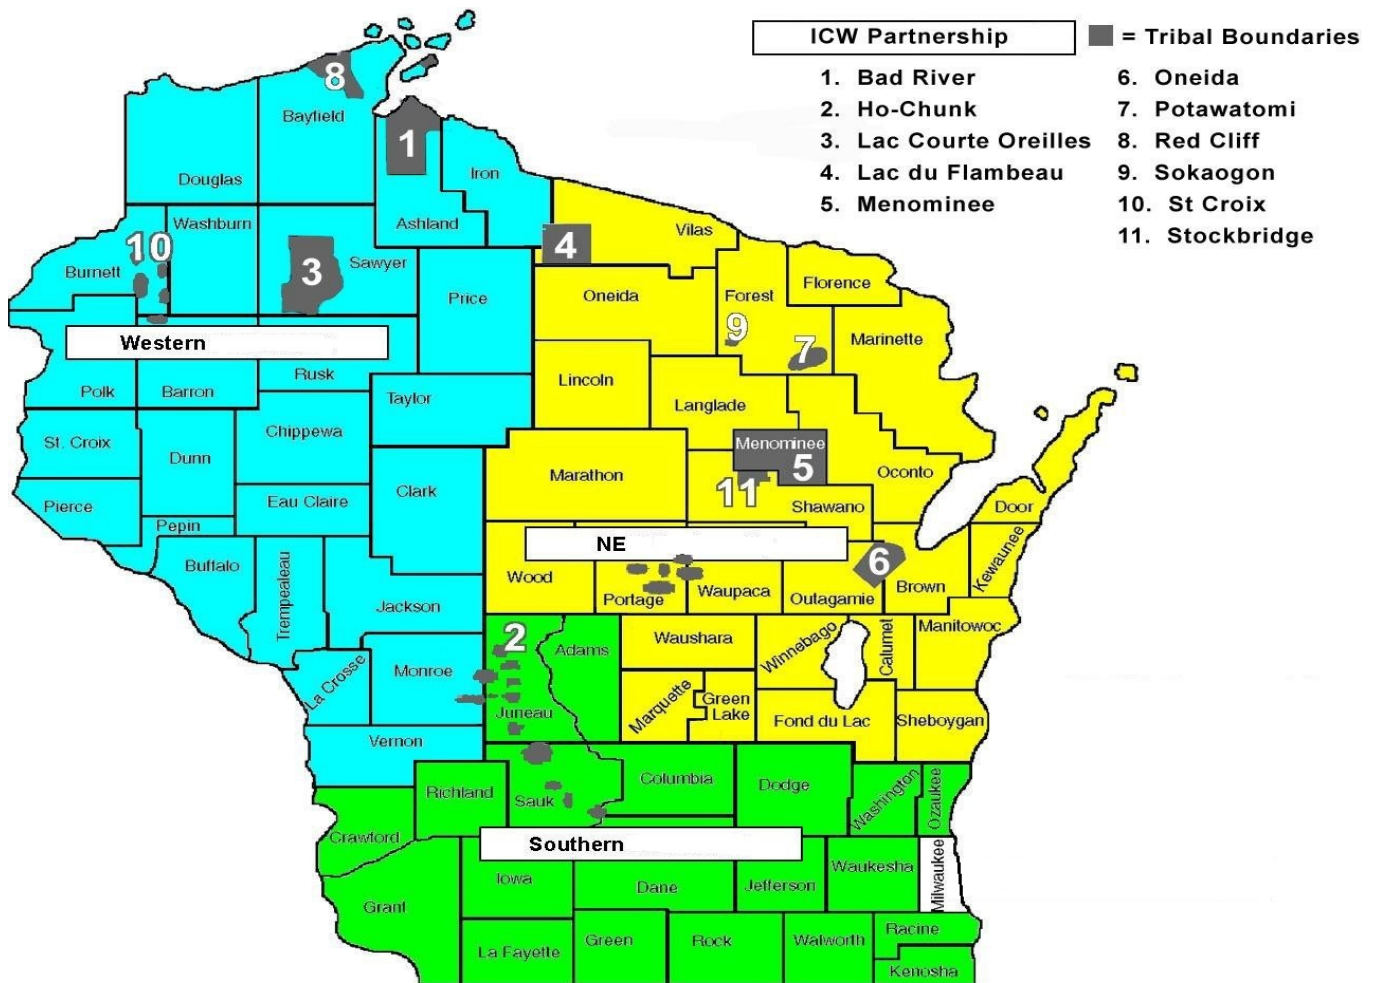 ICW Partnership
= Tribal Boundaries
1. Bad River
2. Ho-Chunk
3. Lac Courte Oreilles
4. Lac du Flambeau
5. Menominee
6. Oneida
7. Potawatomi
8. Red Cliff
9. Sokaogon
10. St Croix
11. Stockbridge
8
Bayfield
1
Douglas
Iron
Washburn
Ashland
Vilas
10
4
Burnett
3
Sawyer
Florence
Price
Oneida
Forest
9
Marinette
Western
7
Rusk
Polk
Barron
Lincoln
Taylor
Langlade
Chippewa
St. Croix
Menominee
Dunn
5
Oconto
Marathon
Clark
11
Pierce
Eau Claire
Shawano
Door
Pepin
NE
Kewaunee
Buffalo
6
Wood
Brown
Trempealeau
Portage
Waupaca
Outagamie
Jackson
2
Manitowoc
Adams
Waushara
Winnebago
Calumet
La Crosse
Monroe
Marquette
Green
Lake
Juneau
Fond du Lac
Sheboygan
Vernon
Columbia
Dodge
Richland
Sauk
Washington
Ozaukee
Crawford
Southern
Waukesha
Milwaukee
Iowa
Dane
Jefferson
Grant
Racine
La Fayette
Green
Rock
Walworth
Kenosha